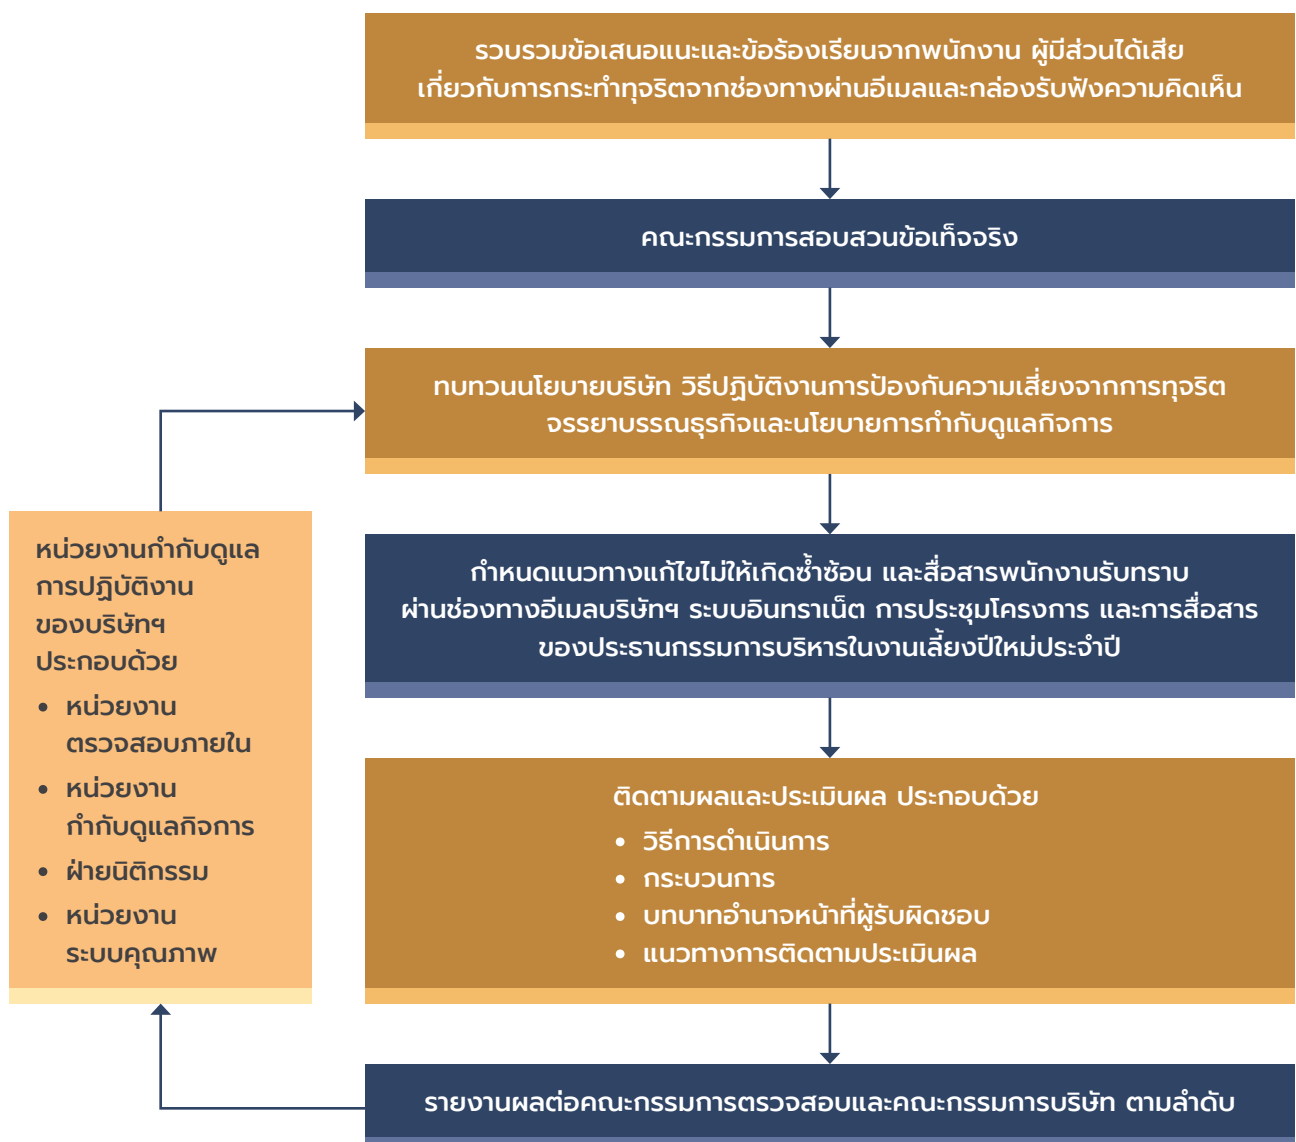 รวบรวมข้อเสนอแนะและข้อร้องเรียนจากพนักงาน ผู้มีส่วนได้เสีย
เกี่ยวกับการกระทำทุจริตจากช่องทางผ่านอีเมลและกล่องรับฟังความคิดเห็น
คณะกรรมการสอบสวนข้อเท็จจริง
ทบทวนนโยบายบริษัท วิธีปฏิบัติงานการป้องกันความเสี่ยงจากการทุจริต
จรรยาบรรณธุรกิจและนโยบายการกำกับดูแลกิจการ
กำหนดแนวทางแก้ไขไม่ให้เกิดซ้ำซ้อน และสื่อสารพนักงานรับทราบ
ผ่านช่องทางอีเมลบริษัทฯ ระบบอินทราเน็ต การประชุมโครงการ และการสื่อสาร
ของประธานกรรมการบริหารในงานเลี้ยงปีใหม่ประจำปี
ติดตามผลและประเมินผล ประกอบด้วย
• วิธีการดำเนินการ
• กระบวนการ
• บทบาทอำนาจหน้าที่ผู้รับผิดชอบ
• แนวทางการติดตามประเมินผล
รายงานผลต่อคณะกรรมการตรวจสอบและคณะกรรมการบริษัท ตามลำดับ
หน่วยงานกำกับดูแล
การปฏิบัติงาน
ของบริษัทฯ
ประกอบด้วย
• หน่วยงาน
ตรวจสอบภายใน
• หน่วยงาน
กำกับดูแลกิจการ
• ฝ่ายนิติกรรม
• หน่วยงาน
ระบบคุณภาพ